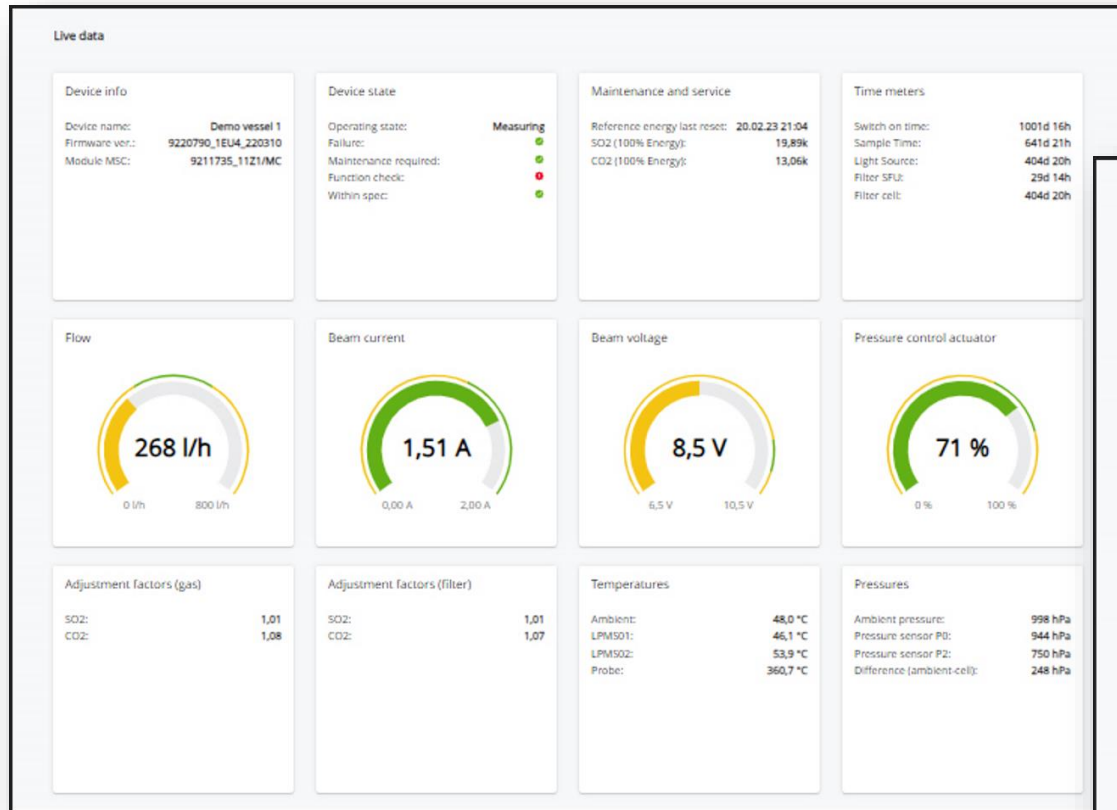 Live data
Device info
Device name: Demo vessel 1
Firmware ver.: 9220790_1EU4_220310
Module MSC: 9211735_11Z1/MC
Device state
Operating state: Measuring
Failure:
Maintenance required:
Function check:
Within spec:
Maintenance and service
Reference energy last reset: 20.02.23 21:04
SO2 (100% Energy): 19,89k
CO2 (100% Energy): 13,06k
Time meters
Switch on time: 1001d 16h
Sample Time: 641d 21h
Light Source: 404d 20h
Filter SFU: 29d 14h
Filter cell: 404d 20h
Flow
268 l/h
0 l/h 800 l/h
Beam current
1,51 A
0,00 A 2,00 A
Beam voltage
8,5 V
6,5 V 10,5 V
Pressure control actuator
71 %
0 % 100 %
Adjustment factors (gas)
SO2: 1,01
CO2: 1,08
Adjustment factors (filter)
SO2: 1,01
CO2: 1,07
Temperatures
Ambient: 48,0 °C
LPMS01: 46,1 °C
LPMS02: 53,9 °C
Probe: 360,7 °C
Pressures
Ambient pressure: 998 hPa
Pressure sensor P0: 944 hPa
Pressure sensor P2: 750 hPa
Difference (ambient-cell): 248 hPa